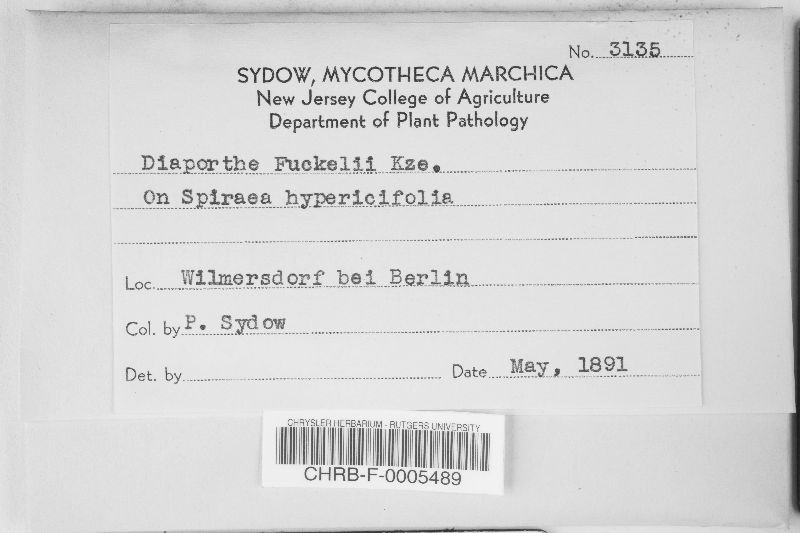 No. 3135
SYDOW, MYCOTHECA MARCHICA
New Jersey College of Agriculture
Department of Plant Pathology
Diaporthe Fuckelii Kze.
On Spiraea hypericifolia
Loc. Wilmersdorf bei Berlin
Col. by P. Sydow
Det. by Date May, 1891
CHRYSLER HERBARIUM - RUTGERS UNIVERSITY
CHRB-F-0005489